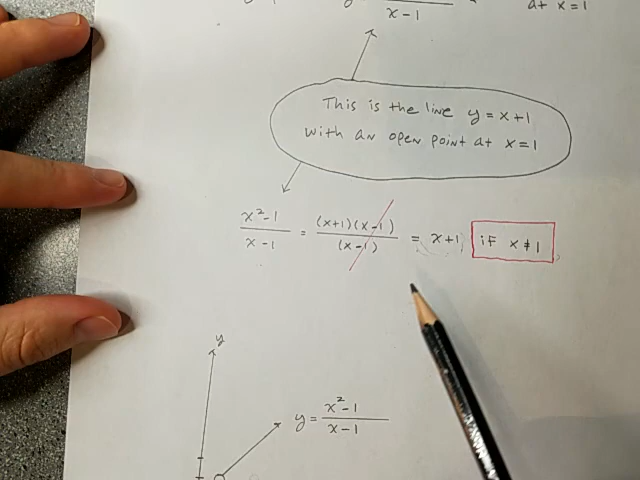 x-1 at x=1
This is the line y=x+1
with an open point at x=1
x²-1 / x-1 = (x+1)(x-1) / (x-1) = x+1, if x≠1.
y
y = x²-1 / x-1